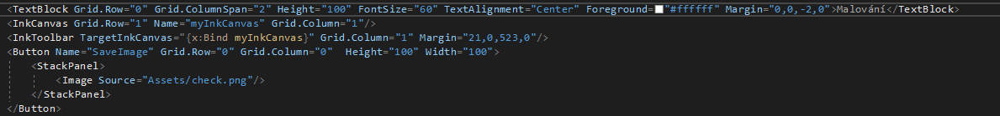 <TextBlock Grid.Row="0" Grid.ColumnSpan="2" Height="100" FontSize="60" TextAlignment="Center" Foreground="#ffffff" Margin="0,0,-2,0">Malování</TextBlock>
<InkCanvas Grid.Row="1" Name="myInkCanvas" Grid.Column="1"/>
<InkToolbar TargetInkCanvas="{x:Bind myInkCanvas}" Grid.Column="1" Margin="21,0,523,0"/>
<Button Name="SaveImage" Grid.Row="0" Grid.Column="0"  Height="100" Width="100">
    <StackPanel>
        <Image Source="Assets/check.png"/>
    </StackPanel>
</Button>